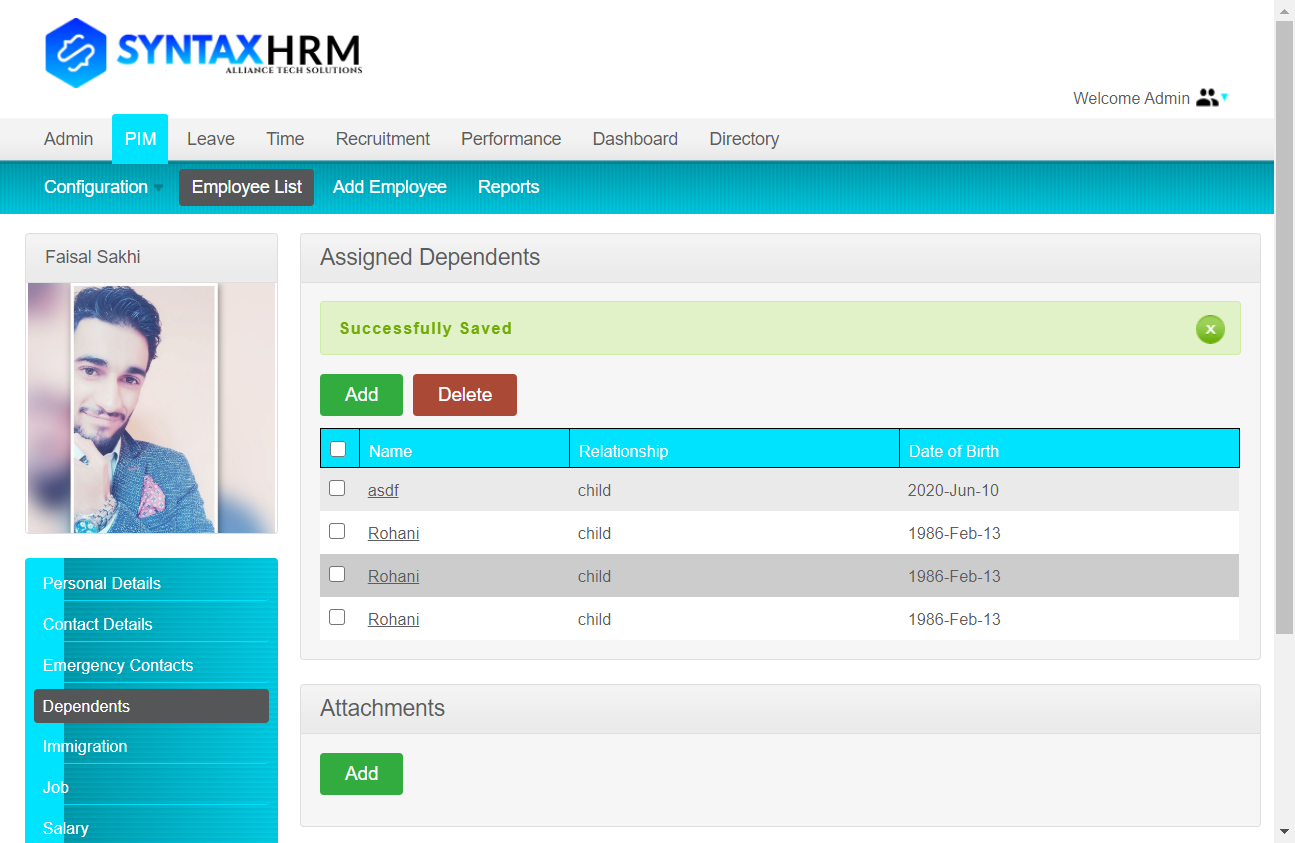 SYNTAXHRM
ALLIANCE TECH SOLUTIONS
Welcome Admin
Admin PIM Leave Time Recruitment Performance Dashboard Directory
Configuration Employee List Add Employee Reports
Faisal Sakhi
Assigned Dependents
Successfully Saved x
Add Delete
Name Relationship Date of Birth
asdf child 2020-Jun-10
Rohani child 1986-Feb-13
Rohani child 1986-Feb-13
Rohani child 1986-Feb-13
Personal Details
Contact Details
Emergency Contacts
Dependents
Immigration
Job
Salary
Attachments
Add